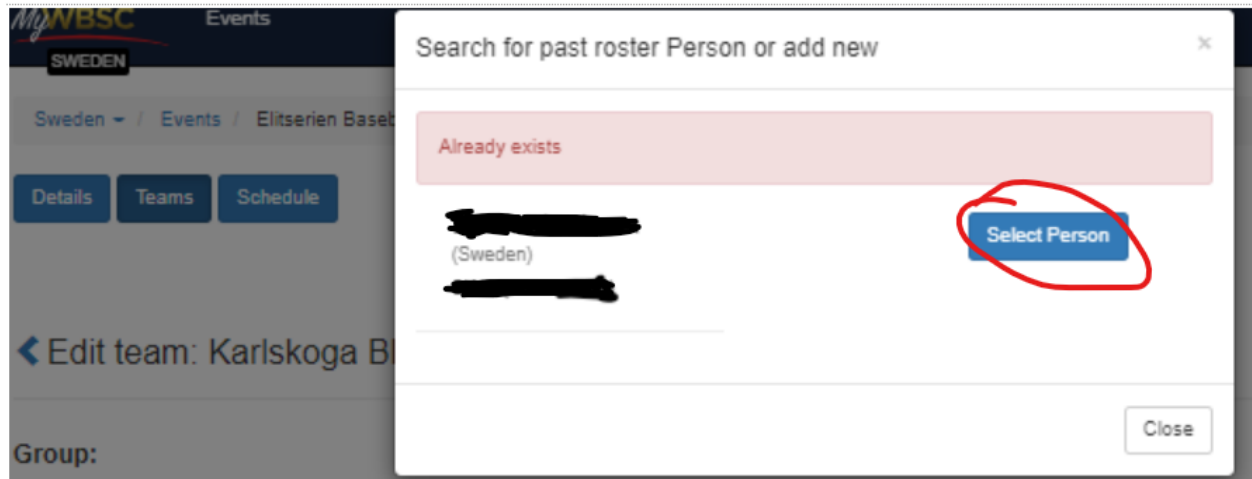 MyWBSC
Events
SWEDEN
Sweden / Events / Elitserien Baseb
Details
Teams
Schedule
Edit team: Karlskoga Bl
Group:
Search for past roster Person or add new
×
Already exists
(Sweden)
Select Person
Close